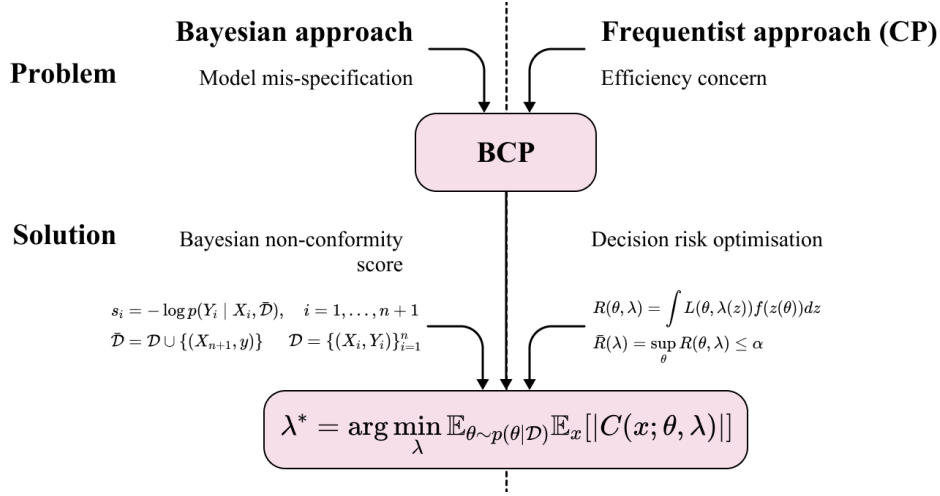 Bayesian approach
Frequentist approach (CP)
Problem
Model mis-specification
Efficiency concern
BCP
Solution
Bayesian non-conformity
score
Decision risk optimisation
s_i = −log p(Y_i | X_i, D̄), i = 1, . . . , n + 1
D̄ = D ∪ {(X_{n+1}, y)} D = {(X_i, Y_i)}_{i=1}^n
R(θ, λ) = ∫ L(θ, λ(z)) f(z(θ))dz
R̄(λ) = sup_θ R(θ, λ) ≤ α
λ* = arg min_λ 𝔼_{θ∼p(θ|D)} 𝔼_x[|C(x; θ, λ)|]